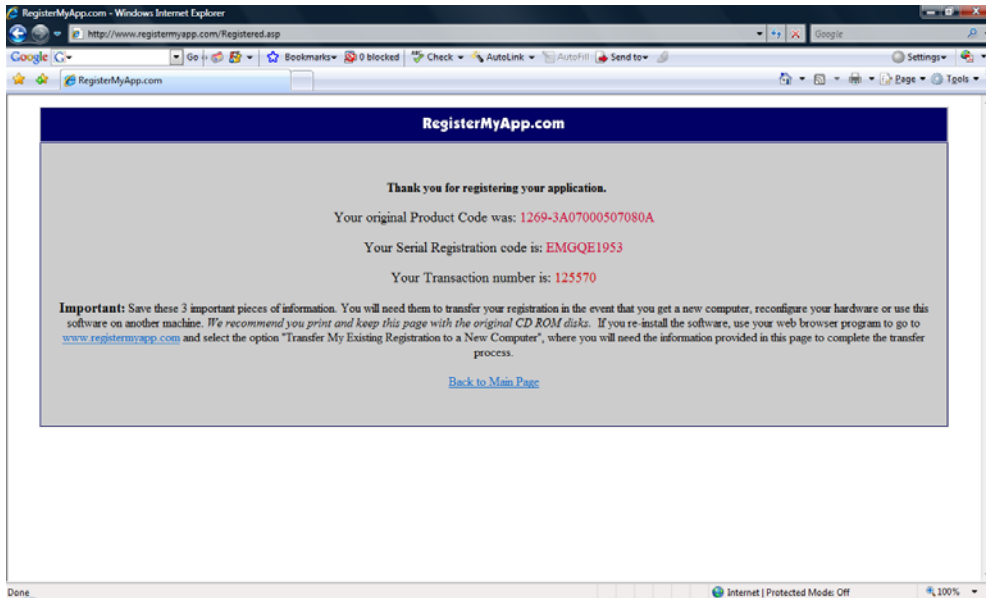 RegisterMyApp.com - Windows Internet Explorer
http://www.registermyapp.com/Registered.asp
Google
Google G Go Bookmarks 0 blocked Check AutoLink AutoFill Send to Settings
RegisterMyApp.com Page Tools
RegisterMyApp.com
Thank you for registering your application.
Your original Product Code was: 1269-3A07000507080A
Your Serial Registration code is: EMGQE1953
Your Transaction number is: 125570
Important: Save these 3 important pieces of information. You will need them to transfer your registration in the event that you get a new computer, reconfigure your hardware or use this
software on another machine. We recommend you print and keep this page with the original CD ROM disks. If you re-install the software, use your web browser program to go to
www.registermyapp.com and select the option "Transfer My Existing Registration to a New Computer", where you will need the information provided in this page to complete the transfer
process.
Back to Main Page
Done Internet | Protected Mode: Off 100%